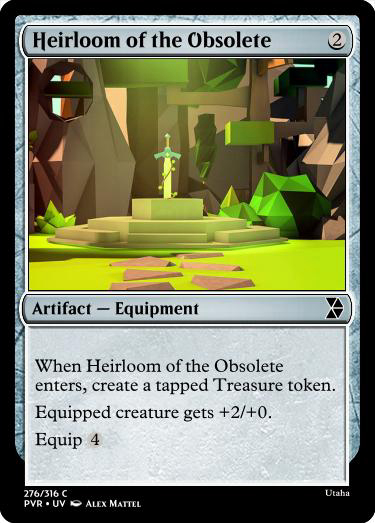 Heirloom of the Obsolete 2
Artifact — Equipment
When Heirloom of the Obsolete
enters, create a tapped Treasure token.
Equipped creature gets +2/+0.
Equip 4
276/316 C
PVR • UV Alex Mattel
Utaha